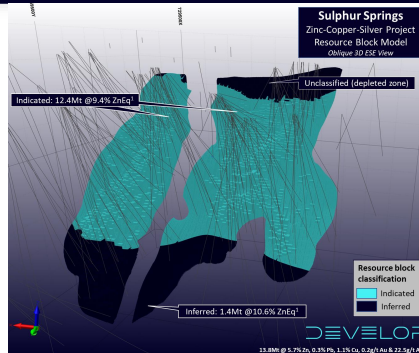 Sulphur Springs
Zinc-Copper-Silver Project
Resource Block Model
Oblique 3D ESE View
Unclassified (depleted zone)
Indicated: 12.4Mt @9.4% ZnEq¹
Inferred: 1.4Mt @10.6% ZnEq¹
Resource block
classification
Indicated
Inferred
DEVELOP
13.8Mt @ 5.7% Zn, 0.3% Pb, 1.1% Cu, 0.2g/t Au & 22.5g/t A